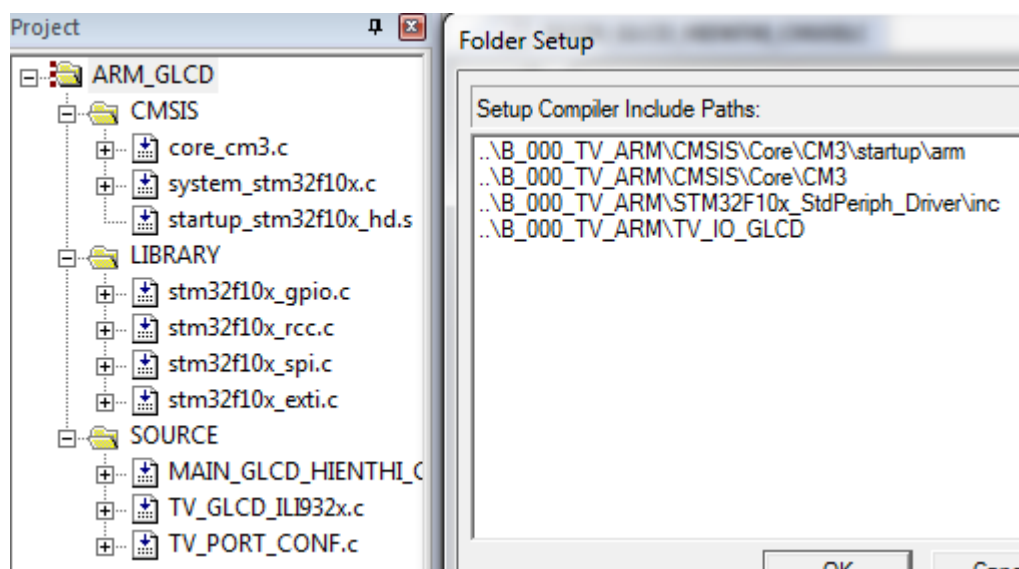 Project
ARM_GLCD
CMSIS
core_cm3.c
system_stm32f10x.c
startup_stm32f10x_hd.s
LIBRARY
stm32f10x_gpio.c
stm32f10x_rcc.c
stm32f10x_spi.c
stm32f10x_exti.c
SOURCE
MAIN_GLCD_HIENTHI_
TV_GLCD_ILI932x.c
TV_PORT_CONF.c
Folder Setup
Setup Compiler Include Paths:
..\B_000_TV_ARM\CMSIS\Core\CM3\startup\arm
..\B_000_TV_ARM\CMSIS\Core\CM3
..\B_000_TV_ARM\STM32F10x_StdPeriph_Driver\inc
..\B_000_TV_ARM\TV_IO_GLCD